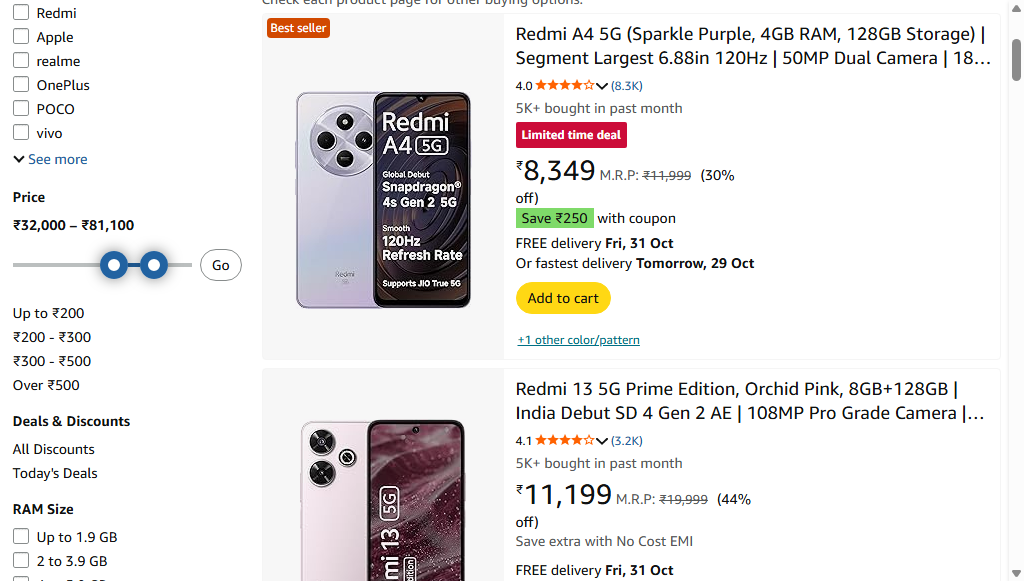 Check each product page for other buying options.
Redmi
Apple
realme
OnePlus
POCO
vivo
See more
Price
₹32,000 – ₹81,100
Go
Up to ₹200
₹200 - ₹300
₹300 - ₹500
Over ₹500
Deals & Discounts
All Discounts
Today's Deals
RAM Size
Up to 1.9 GB
2 to 3.9 GB
Best seller
Redmi
A4 5G
Global Debut
Snapdragon®
4s Gen 2 5G
Smooth
120Hz
Refresh Rate
Supports JIO True 5G
Redmi
Redmi A4 5G (Sparkle Purple, 4GB RAM, 128GB Storage) |
Segment Largest 6.88in 120Hz | 50MP Dual Camera | 18…
4.0 (8.3K)
5K+ bought in past month
Limited time deal
₹8,349 M.R.P: ₹11,999 (30%
off)
Save ₹250 with coupon
FREE delivery Fri, 31 Oct
Or fastest delivery Tomorrow, 29 Oct
Add to cart
+1 other color/pattern
mi 13 5G
Redmi 13 5G Prime Edition, Orchid Pink, 8GB+128GB |
India Debut SD 4 Gen 2 AE | 108MP Pro Grade Camera |…
4.1 (3.2K)
5K+ bought in past month
₹11,199 M.R.P: ₹19,999 (44%
off)
Save extra with No Cost EMI
FREE delivery Fri, 31 Oct